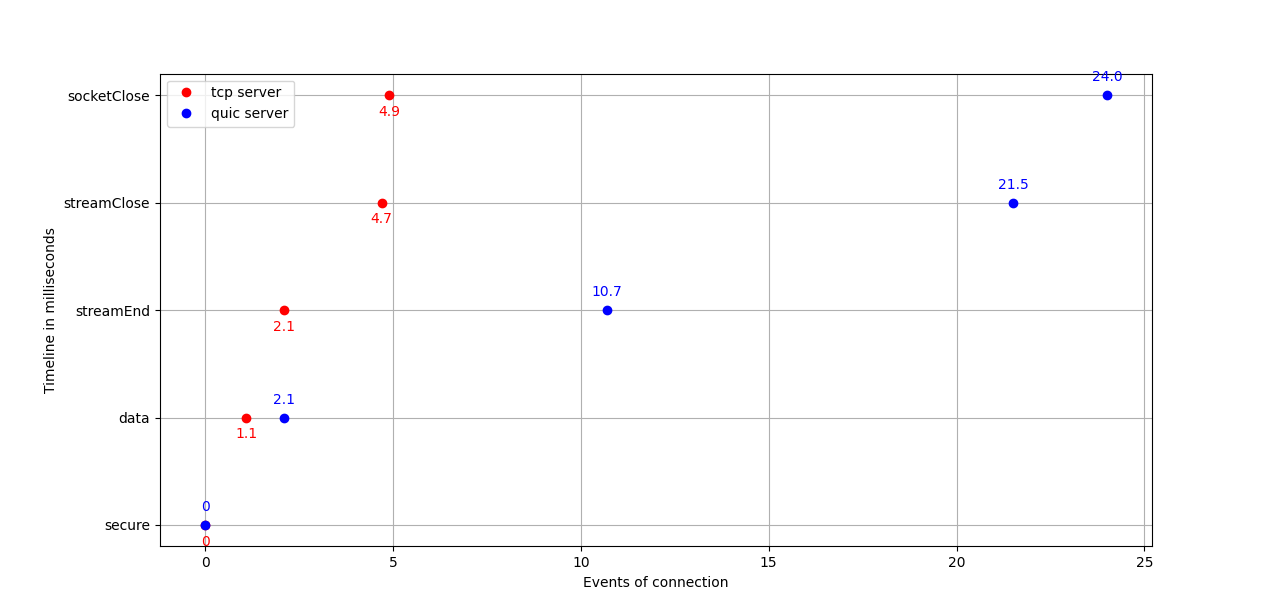 24.0
socketClose
tcp server
quic server
4.9
21.5
streamClose
4.7
Timeline in milliseconds
10.7
streamEnd
2.1
2.1
data
1.1
0
secure
0
0 5 10 15 20 25
Events of connection